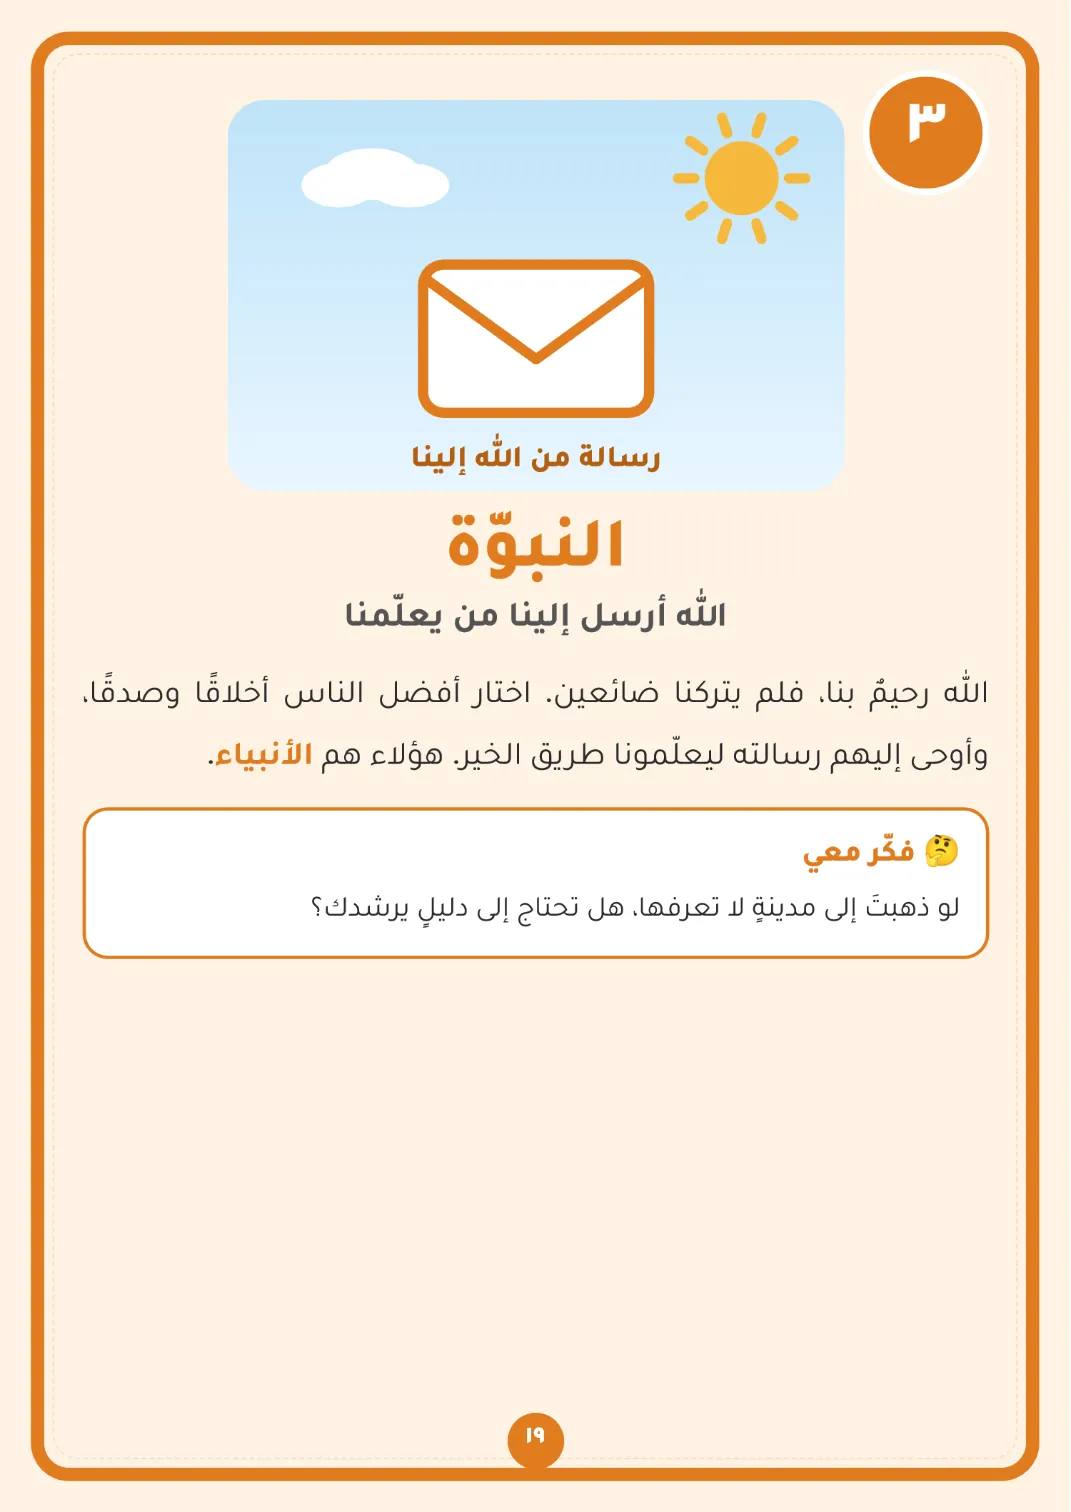 ٣
رسالة من الله إلينا
النبوّة
الله أرسل إلينا من يعلّمنا
الله رحيمٌ بنا، فلم يتركنا ضائعين. اختار أفضل الناس أخلاقًا وصدقًا،
وأوحى إليهم رسالته ليعلّمونا طريق الخير. هؤلاء هم الأنبياء.
🤔 فكّر معي
لو ذهبتَ إلى مدينةٍ لا تعرفها، هل تحتاج إلى دليلٍ يرشدك؟
١٩